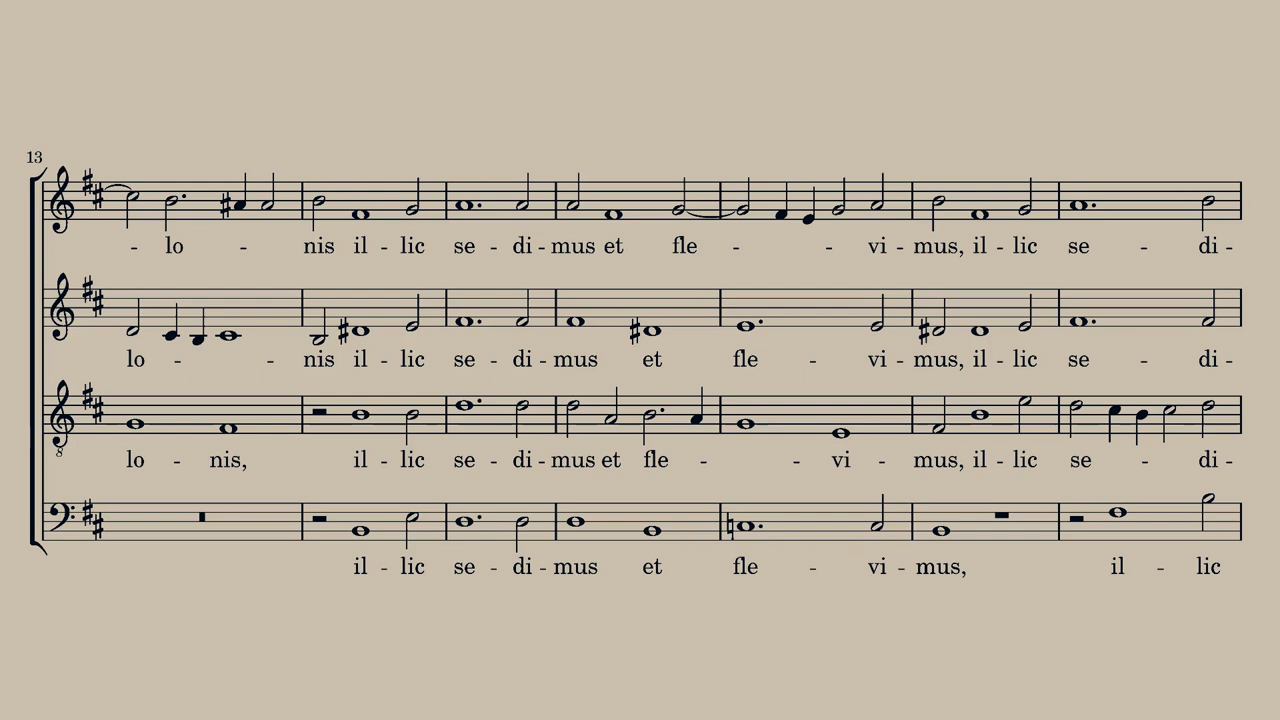 13
- lo - nis il - lic se - di - mus et fle - - vi - mus, il - lic se - di -
lo - - nis il - lic se - di - mus et fle - vi - mus, il - lic se - di -
8
lo - nis, il - lic se - di - mus et fle - - vi - mus, il - lic se - di -
il - lic se - di - mus et fle - vi - mus, il - lic